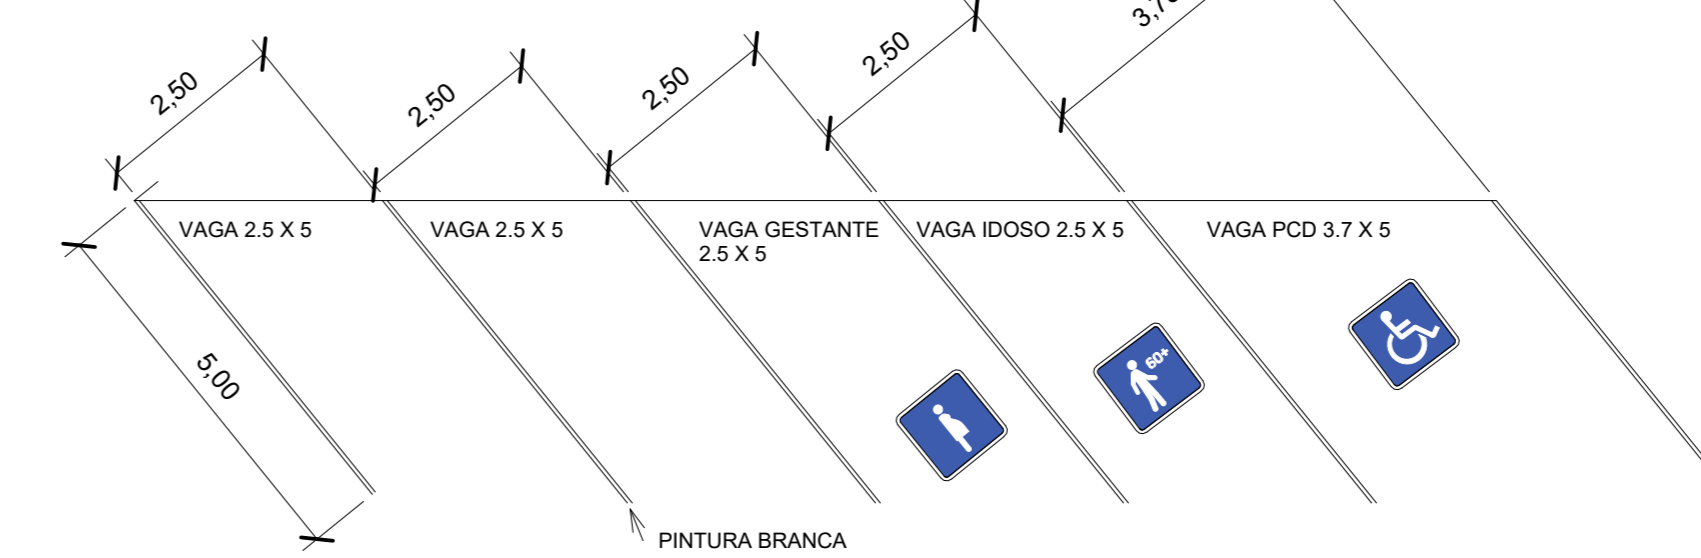 2,50
2,50
2,50
2,50
VAGA 2.5 X 5
VAGA 2.5 X 5
VAGA GESTANTE
2.5 X 5
VAGA IDOSO 2.5 X 5
VAGA PCD 3.7 X 5
60+
5,00
PINTURA BRANCA